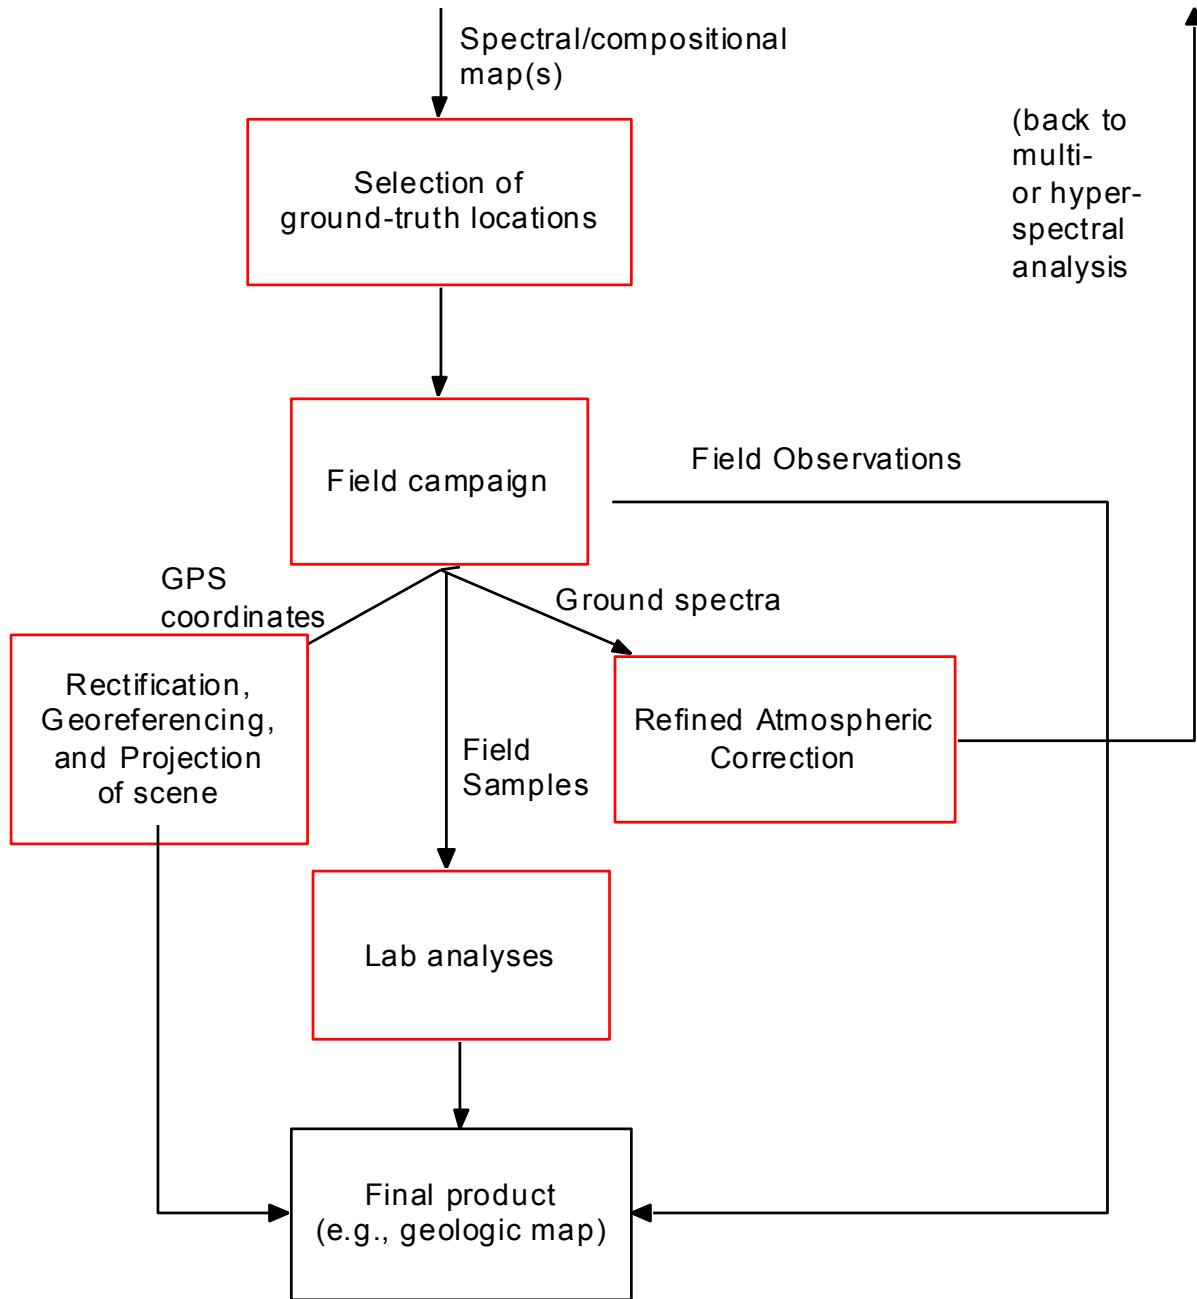 Spectral/compositional
map(s)
(back to
multi-
or hyper-
spectral
analysis
Selection of
ground-truth locations
Field campaign
Field Observations
GPS
coordinates
Ground spectra
Rectification,
Georeferencing,
and Projection
of scene
Field
Samples
Refined Atmospheric
Correction
Lab analyses
Final product
(e.g., geologic map)